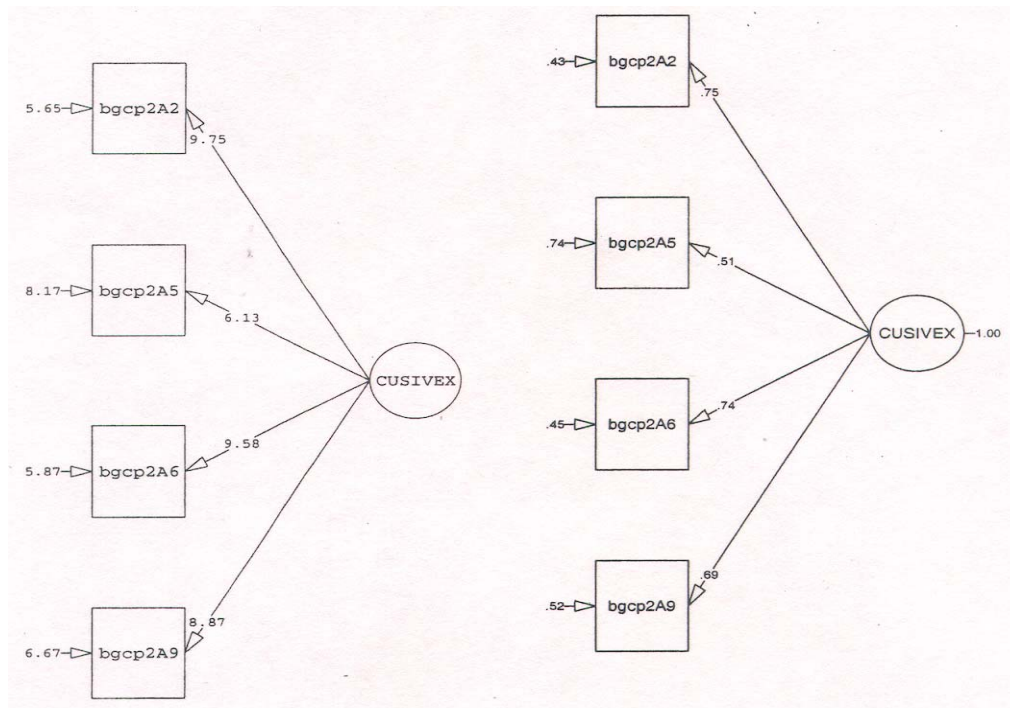 5.65
bgcp2A2
9.75
8.17
bgcp2A5
6.13
CUSIVEX
5.87
bgcp2A6
9.58
6.67
bgcp2A9
8.87
.43
bgcp2A2
.75
.74
bgcp2A5
.51
CUSIVEX
1.00
.45
bgcp2A6
.74
.52
bgcp2A9
.69